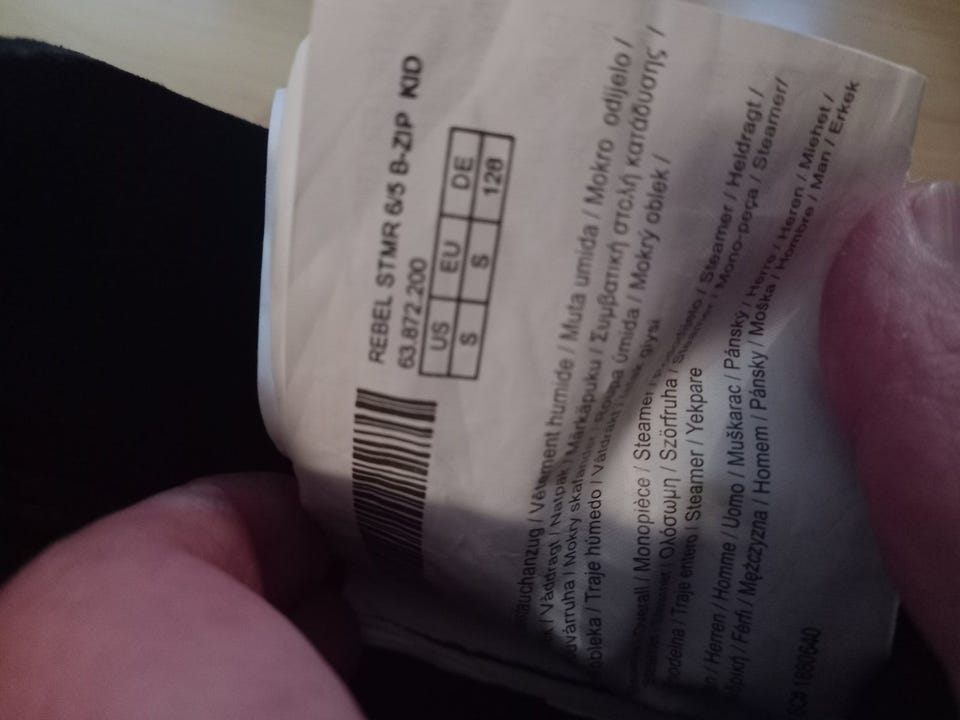 REBEL STMR 6/5 B-ZIP KID
63.872.200
US EU DE
S S 128
/ Vêtement humide / Muta umida / Mokro odijelo /
/ Våddragt / Natpak / Märkäpuku / Συμβατική στολή κατάδυσης /
/ Mokry skafander / Våtdräkt / úmida / Mokrý oblek /
/ Traje húmedo /
/ Monopièce / Steamer / Steamer / Heldragt /
/ Ολόσωμη / Szörfruha / Mono-peça / Steamer/
/ Traje entero / Steamer / Yekpare
/ Herren / Homme / Uomo / Muškarac / Pánský / Herre / Heren / Miehet /
/ Férfi / Mężczyzna / Homem / Pánsky / Moška / Hombre / Man / Erkek